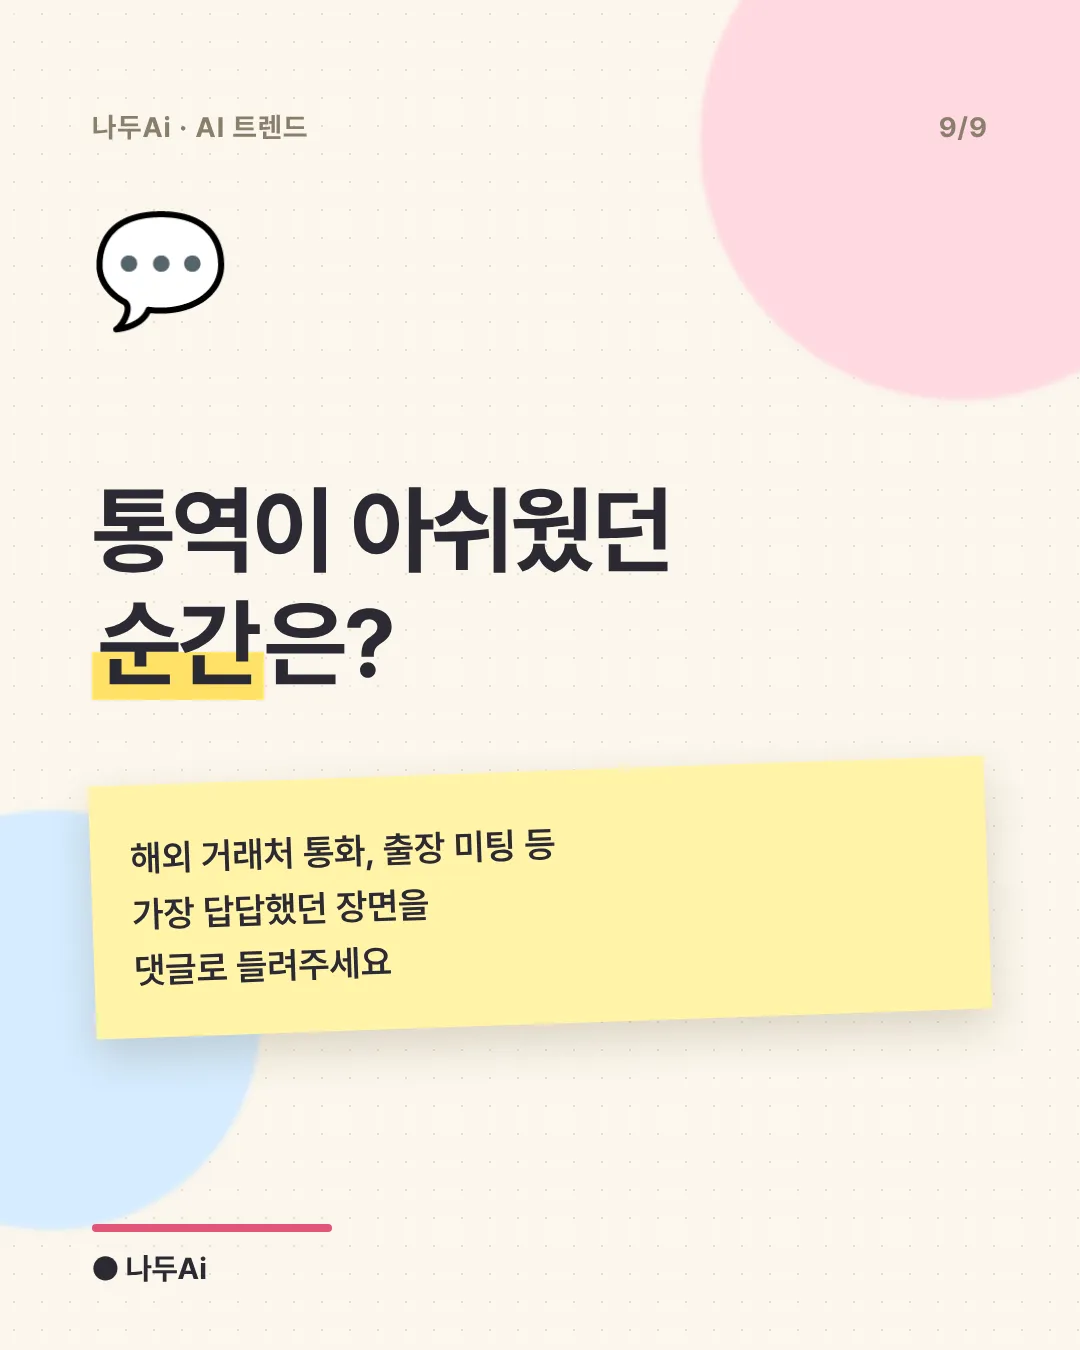 나두Ai · AI 트렌드
9/9
통역이 아쉬웠던
순간은?
해외 거래처 통화, 출장 미팅 등
가장 답답했던 장면을
댓글로 들려주세요
나두Ai